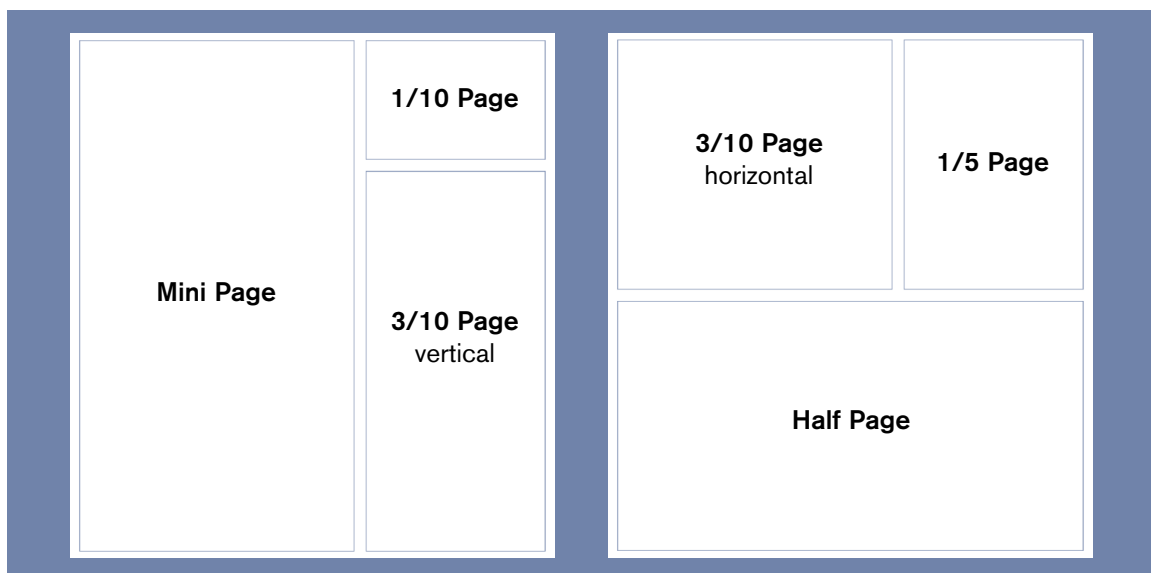 Mini Page
1/10 Page
3/10 Page
vertical
3/10 Page
horizontal
1/5 Page
Half Page